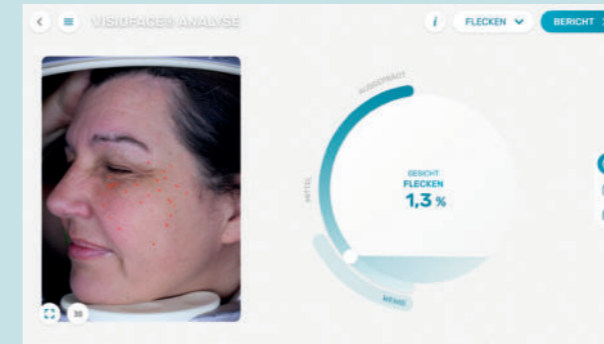 VISIOFACE® ANALYSE
i
FLECKEN
BERICHT
AUSGEPRÄGT
MITTEL
WENIG
GESICHT
FLECKEN
1,3 %
3D